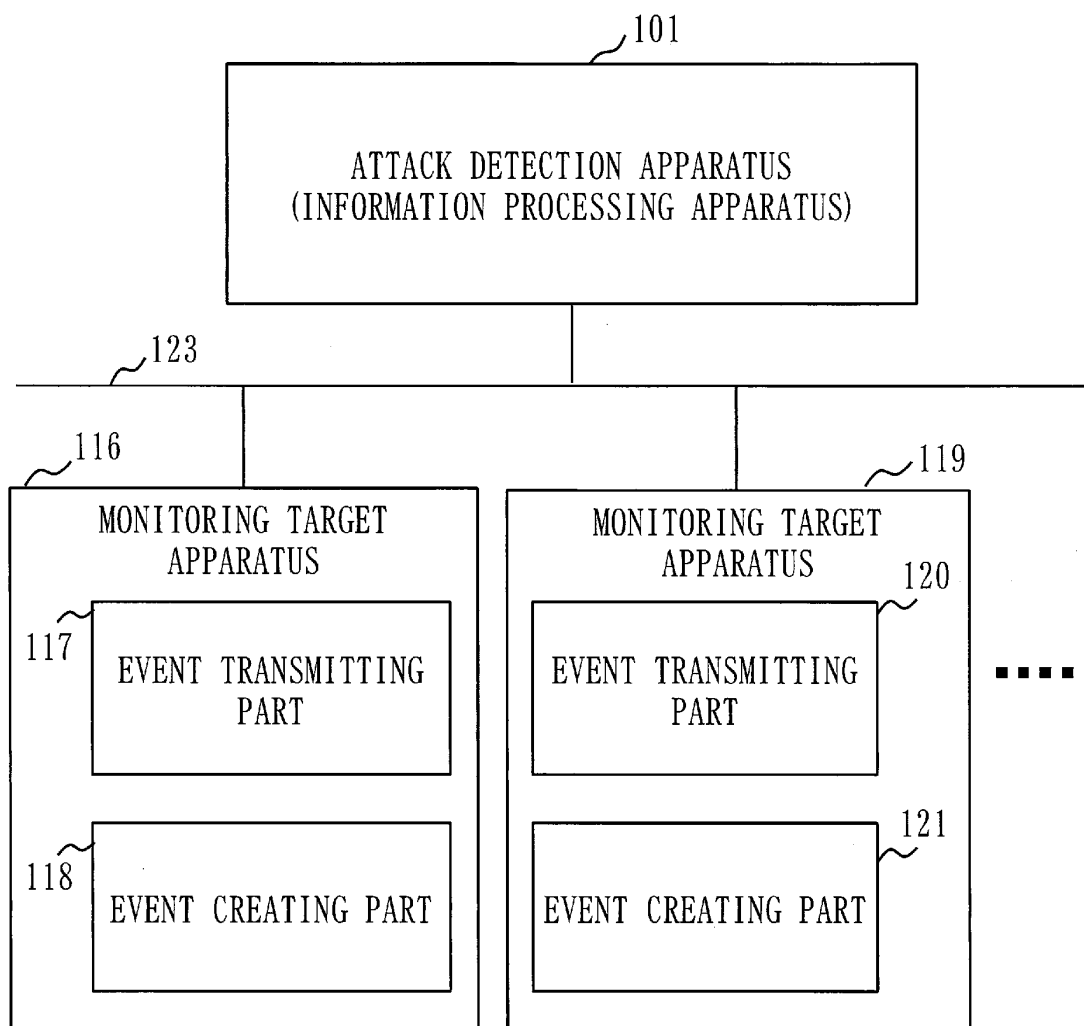 101
ATTACK DETECTION APPARATUS
(INFORMATION PROCESSING APPARATUS)
123
116
119
MONITORING TARGET
APPARATUS
MONITORING TARGET
APPARATUS
117
EVENT TRANSMITTING
PART
120
EVENT TRANSMITTING
PART
118
EVENT CREATING PART
121
EVENT CREATING PART